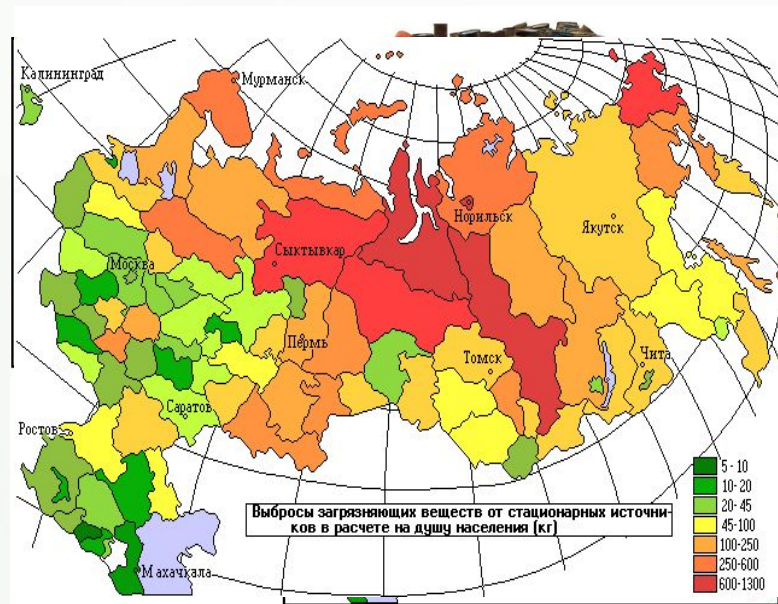 Калининград
Мурманск
Норильск
Якутск
Сыктывкар
Москва
Пермь
Томск
Чита
Саратов
Ростов
Махачкала
Выбросы загрязняющих веществ от стационарных источни-
ков в расчете на душу населения (кг)
5 - 10
10- 20
20- 45
45-100
100-250
250-600
600-1300